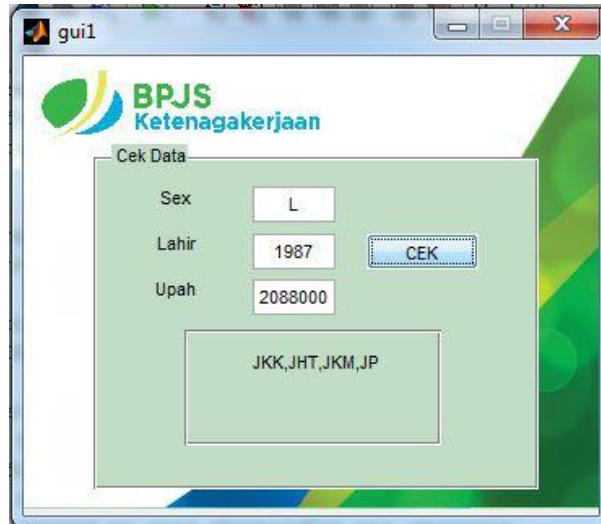 gui1
BPJS
Ketenagakerjaan
Cek Data
Sex
L
Lahir
1987
CEK
Upah
2088000
JKK,JHT,JKM,JP